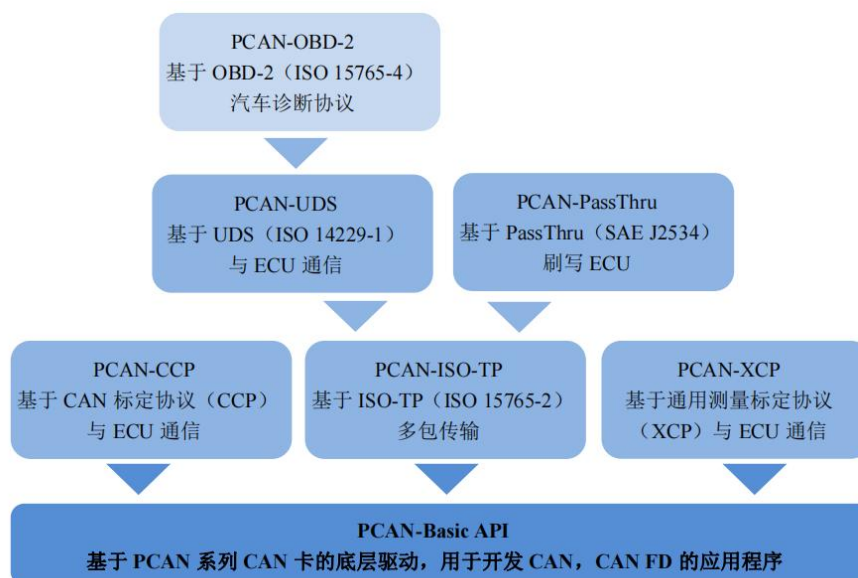 PCAN-OBD-2
基于 OBD-2（ISO 15765-4）
汽车诊断协议
PCAN-UDS
基于 UDS（ISO 14229-1）
与 ECU 通信
PCAN-PassThru
基于 PassThru（SAE J2534）
刷写 ECU
PCAN-CCP
基于 CAN 标定协议（CCP）
与 ECU 通信
PCAN-ISO-TP
基于 ISO-TP（ISO 15765-2）
多包传输
PCAN-XCP
基于通用测量标定协议
（XCP）与 ECU 通信
PCAN-Basic API
基于 PCAN 系列 CAN 卡的底层驱动，用于开发 CAN，CAN FD 的应用程序